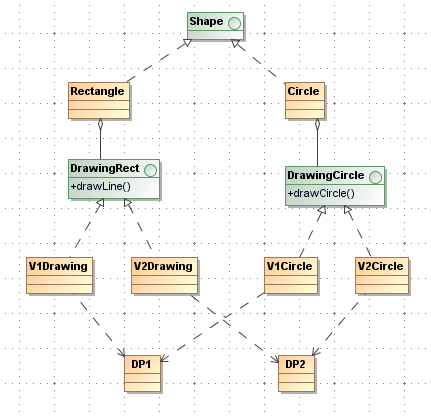 Shape
Rectangle
Circle
DrawingRect
+drawLine()
DrawingCircle
+drawCircle()
V1Drawing
V2Drawing
V1Circle
V2Circle
DP1
DP2